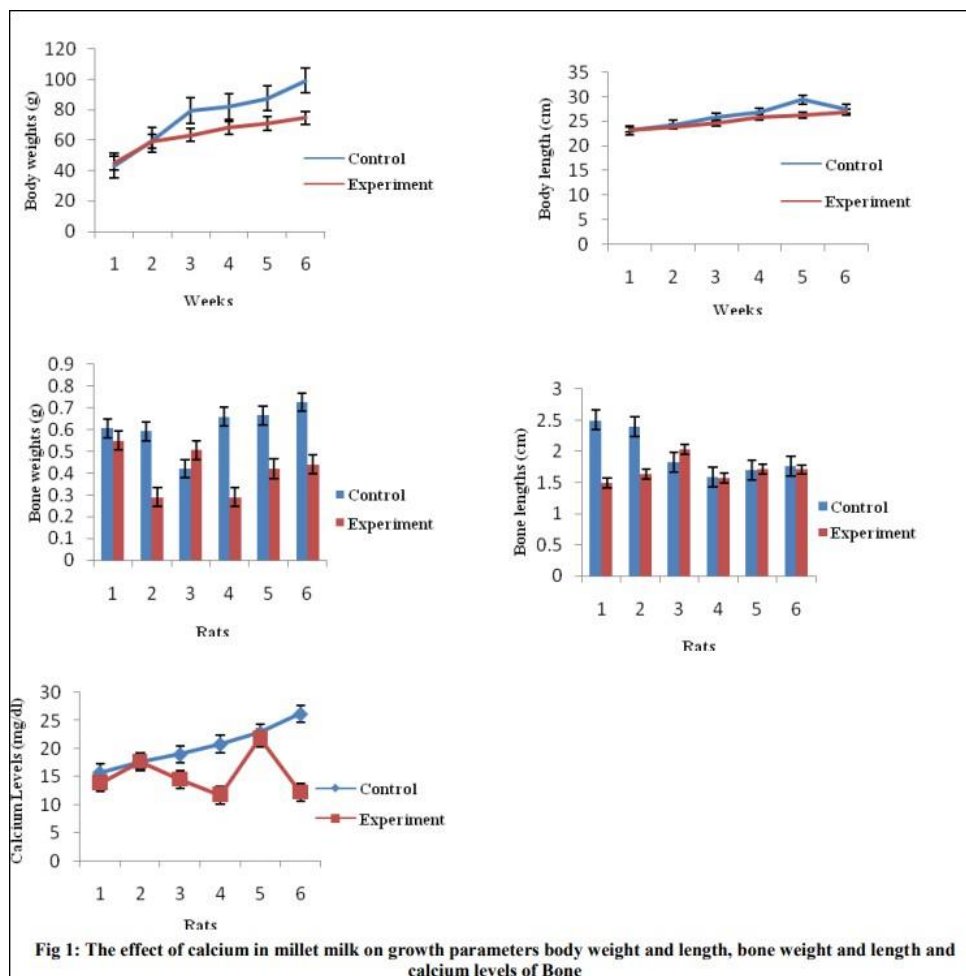 Body weights (g)
120
100
80
60
40
20
0
1 2 3 4 5 6
Weeks
Control
Experiment
Body length (cm)
35
30
25
20
15
10
5
0
1 2 3 4 5 6
Weeks
Control
Experiment
Bone weights (g)
0.9
0.8
0.7
0.6
0.5
0.4
0.3
0.2
0.1
0
1 2 3 4 5 6
Rats
Control
Experiment
Bone lengths (cm)
3
2.5
2
1.5
1
0.5
0
1 2 3 4 5 6
Rats
Control
Experiment
Calcium Levels (mg/dl)
30
25
20
15
10
5
0
1 2 3 4 5 6
Rats
Control
Experiment
Fig 1: The effect of calcium in millet milk on growth parameters body weight and length, bone weight and length and
calcium levels of Bone